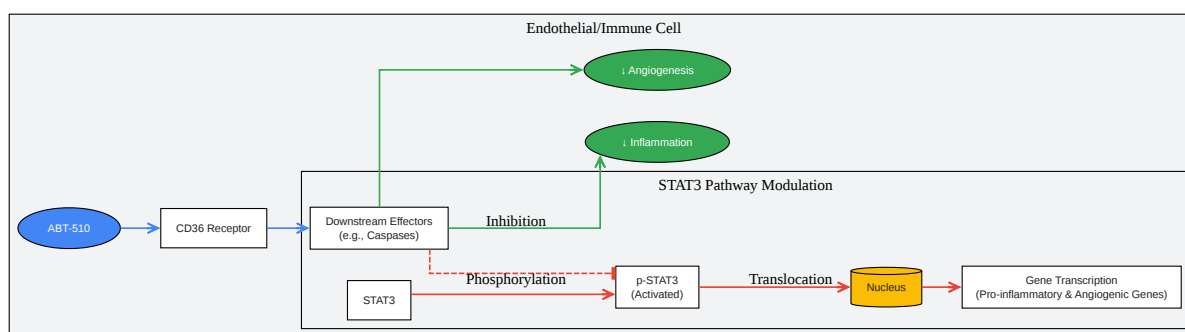 Endothelial/Immune Cell
↓ Angiogenesis
↓ Inflammation
STAT3 Pathway Modulation
ABT-510
CD36 Receptor
Downstream Effectors
(e.g., Caspases)
Inhibition
Phosphorylation
STAT3
p-STAT3
(Activated)
Translocation
Nucleus
Gene Transcription
(Pro-inflammatory & Angiogenic Genes)